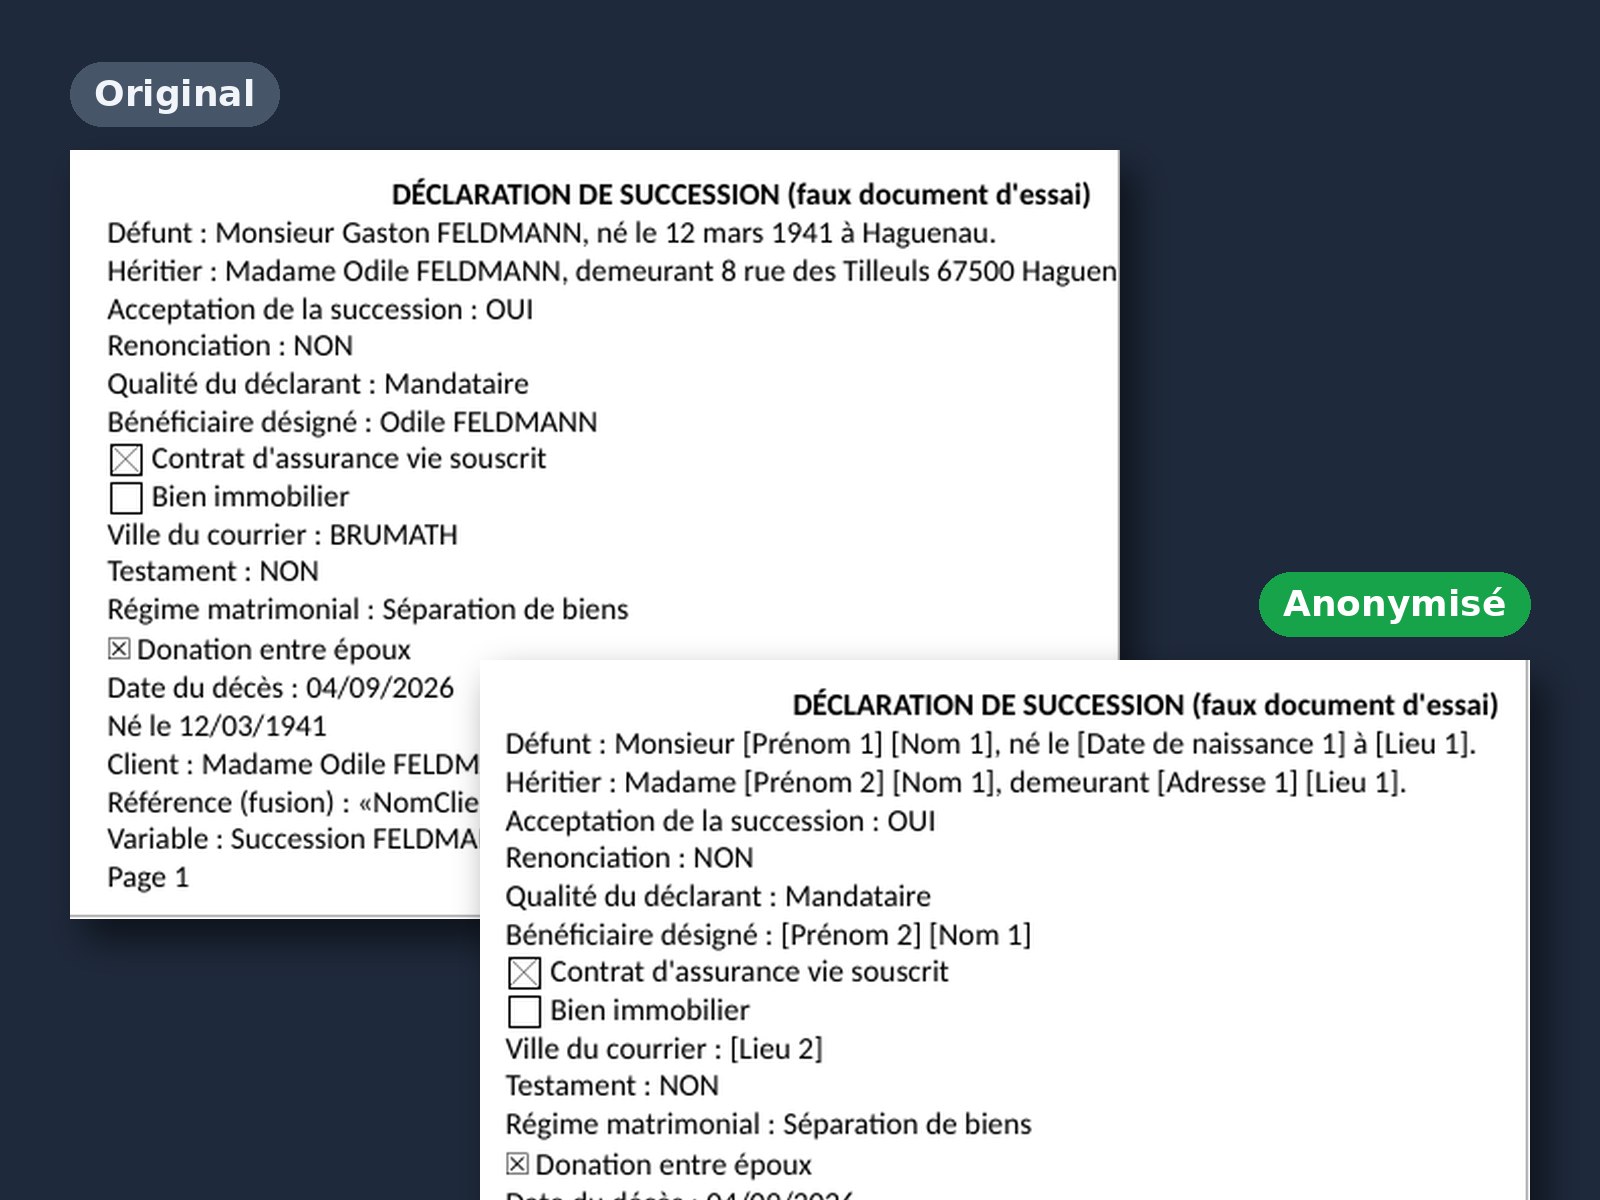 Original
DÉCLARATION DE SUCCESSION (faux document d'essai)
Défunt : Monsieur Gaston FELDMANN, né le 12 mars 1941 à Haguenau.
Héritier : Madame Odile FELDMANN, demeurant 8 rue des Tilleuls 67500 Haguen
Acceptation de la succession : OUI
Renonciation : NON
Qualité du déclarant : Mandataire
Bénéficiaire désigné : Odile FELDMANN
☒ Contrat d'assurance vie souscrit
☐ Bien immobilier
Ville du courrier : BRUMATH
Testament : NON
Régime matrimonial : Séparation de biens
☒ Donation entre époux
Date du décès : 04/09/2026
Né le 12/03/1941
Client : Madame Odile FELDM
Référence (fusion) : «NomClie
Variable : Succession FELDMA
Page 1
Anonymisé
DÉCLARATION DE SUCCESSION (faux document d'essai)
Défunt : Monsieur [Prénom 1] [Nom 1], né le [Date de naissance 1] à [Lieu 1].
Héritier : Madame [Prénom 2] [Nom 1], demeurant [Adresse 1] [Lieu 1].
Acceptation de la succession : OUI
Renonciation : NON
Qualité du déclarant : Mandataire
Bénéficiaire désigné : [Prénom 2] [Nom 1]
☒ Contrat d'assurance vie souscrit
☐ Bien immobilier
Ville du courrier : [Lieu 2]
Testament : NON
Régime matrimonial : Séparation de biens
☒ Donation entre époux
Date du décès : 04/09/2026